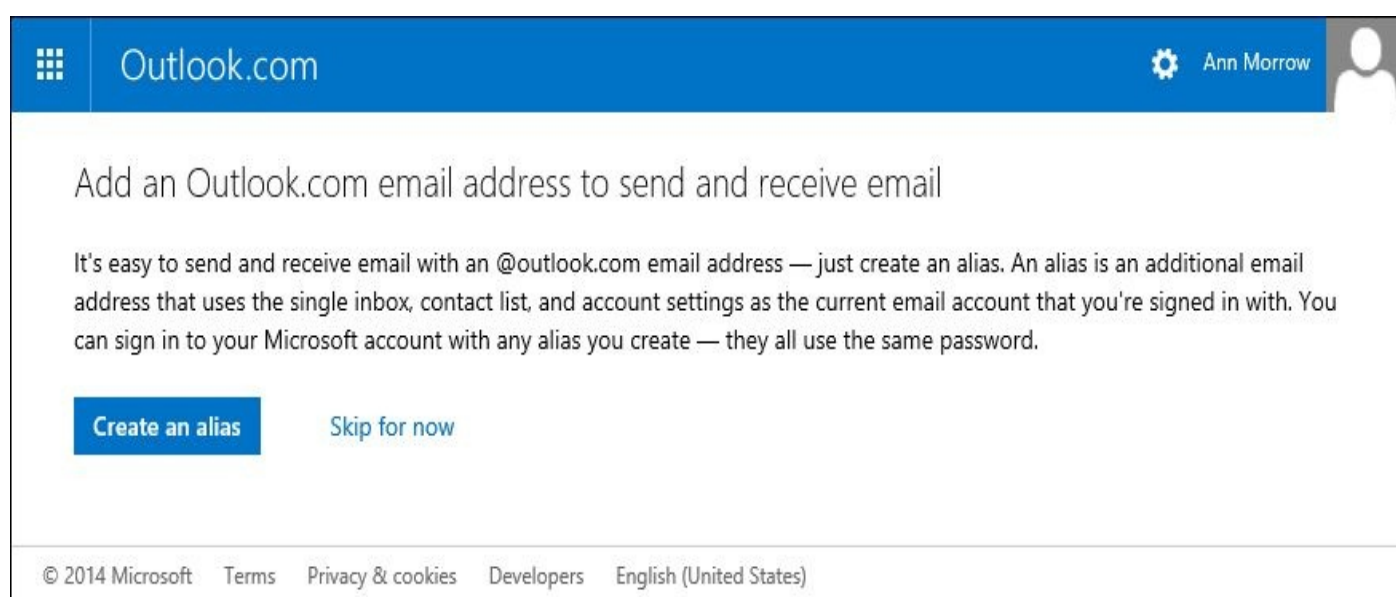 Outlook.com Ann Morrow
Add an Outlook.com email address to send and receive email
It's easy to send and receive email with an @outlook.com email address — just create an alias. An alias is an additional email
address that uses the single inbox, contact list, and account settings as the current email account that you're signed in with. You
can sign in to your Microsoft account with any alias you create — they all use the same password.
Create an alias Skip for now
© 2014 Microsoft Terms Privacy & cookies Developers English (United States)